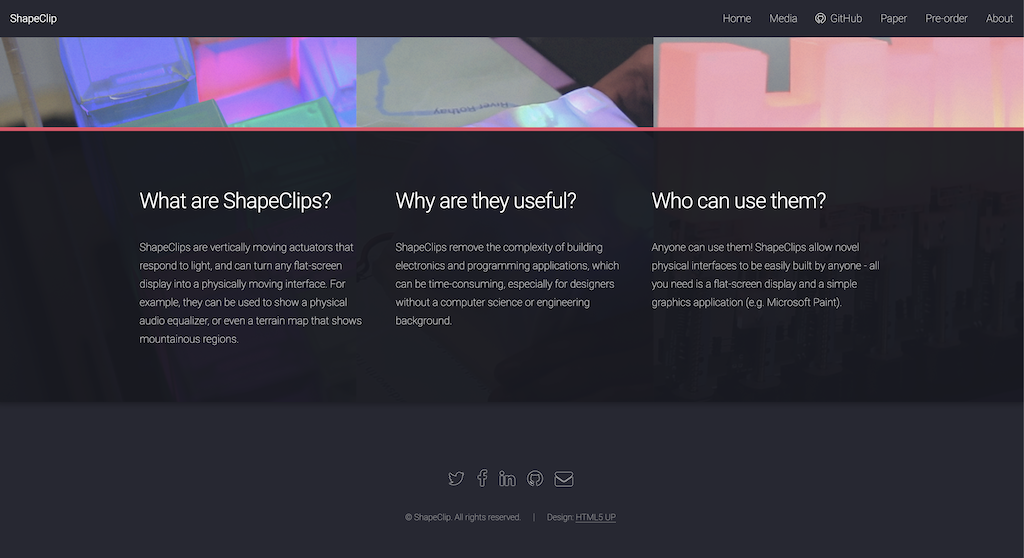 ShapeClip
Home Media GitHub Paper Pre-order About
River Rothay
What are ShapeClips?
ShapeClips are vertically moving actuators that
respond to light, and can turn any flat-screen
display into a physically moving interface. For
example, they can be used to show a physical
audio equalizer, or even a terrain map that shows
mountainous regions.
Why are they useful?
ShapeClips remove the complexity of building
electronics and programming applications, which
can be time-consuming, especially for designers
without a computer science or engineering
background.
Who can use them?
Anyone can use them! ShapeClips allow novel
physical interfaces to be easily built by anyone - all
you need is a flat-screen display and a simple
graphics application (e.g. Microsoft Paint).
© ShapeClip. All rights reserved. | Design: HTML5 UP